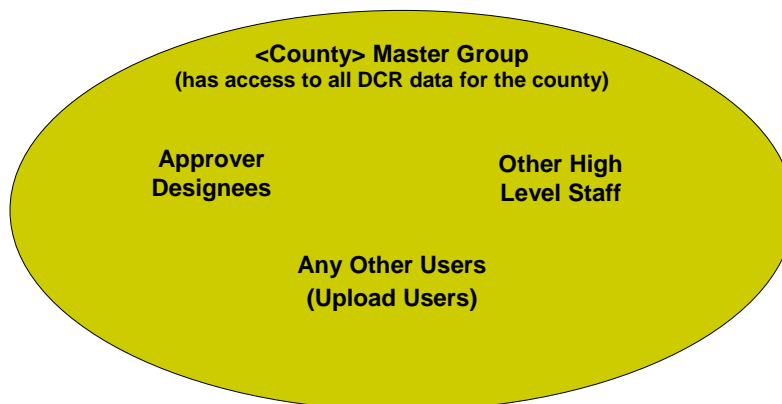 <County> Master Group
(has access to all DCR data for the county)
Approver
Designees
Other High
Level Staff
Any Other Users
(Upload Users)